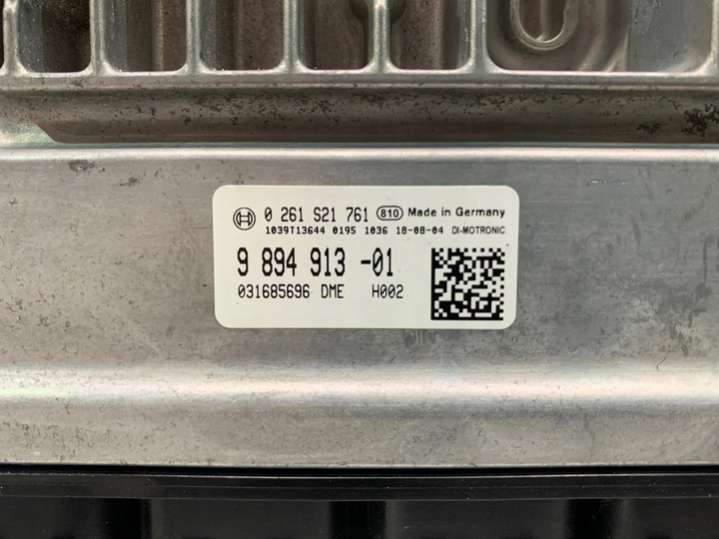 0 261 S21 761 810 Made in Germany
1039T13644 0195 1036 18-08-04 DI-MOTRONIC
9 894 913 -01
031685696 DME H002